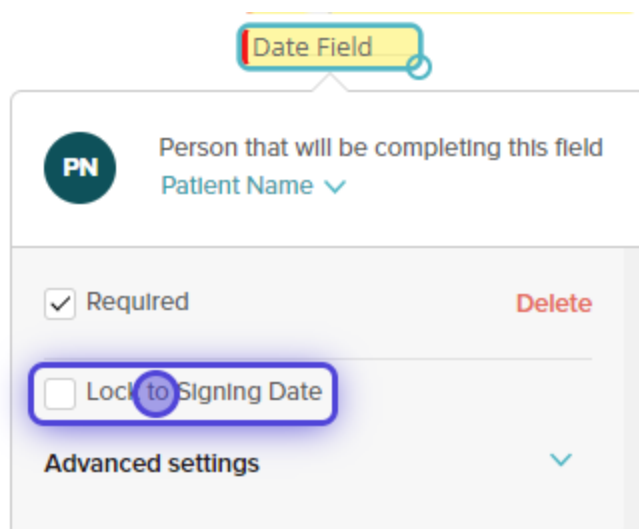 Date Field
PN
Person that will be completing this field
Patient Name
Required
Delete
Lock to Signing Date
Advanced settings